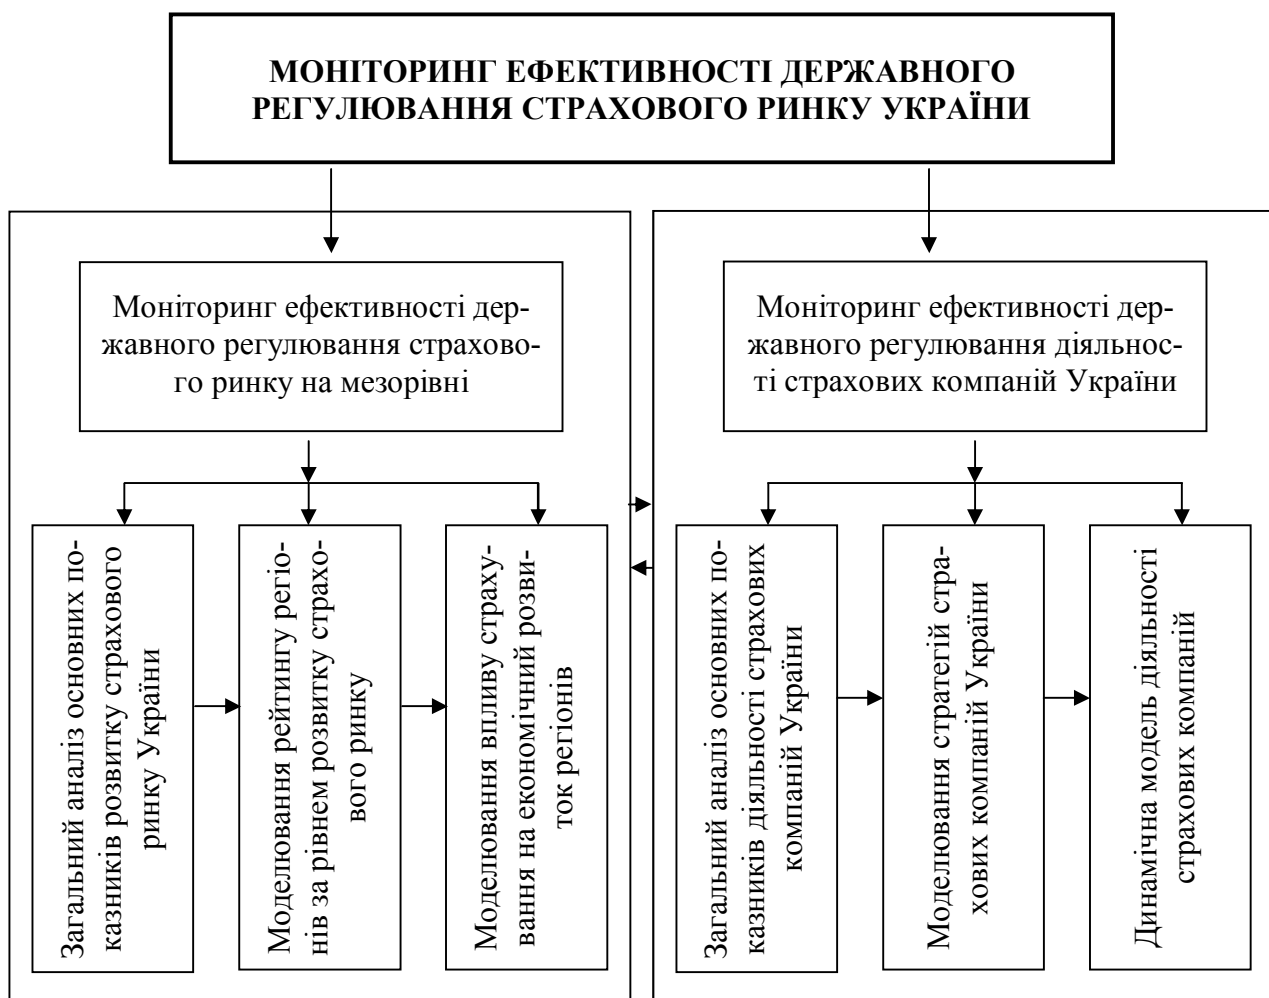 МОНІТОРИНГ ЕФЕКТИВНОСТІ ДЕРЖАВНОГО
РЕГУЛЮВАННЯ СТРАХОВОГО РИНКУ УКРАЇНИ
Моніторинг ефективності дер-
жавного регулювання страхово-
го ринку на мезорівні
Моніторинг ефективності дер-
жавного регулювання діяльнос-
ті страхових компаній України
Загальний аналіз основних по-
казників розвитку страхового
ринку України
Моделювання рейтингу регіо-
нів за рівнем розвитку страхо-
вого ринку
Моделювання впливу страху-
вання на економічний розви-
ток регіонів
Загальний аналіз основних по-
казників діяльності страхових
компаній України
Моделювання стратегій стра-
хових компаній України
Динамічна модель діяльності
страхових компаній